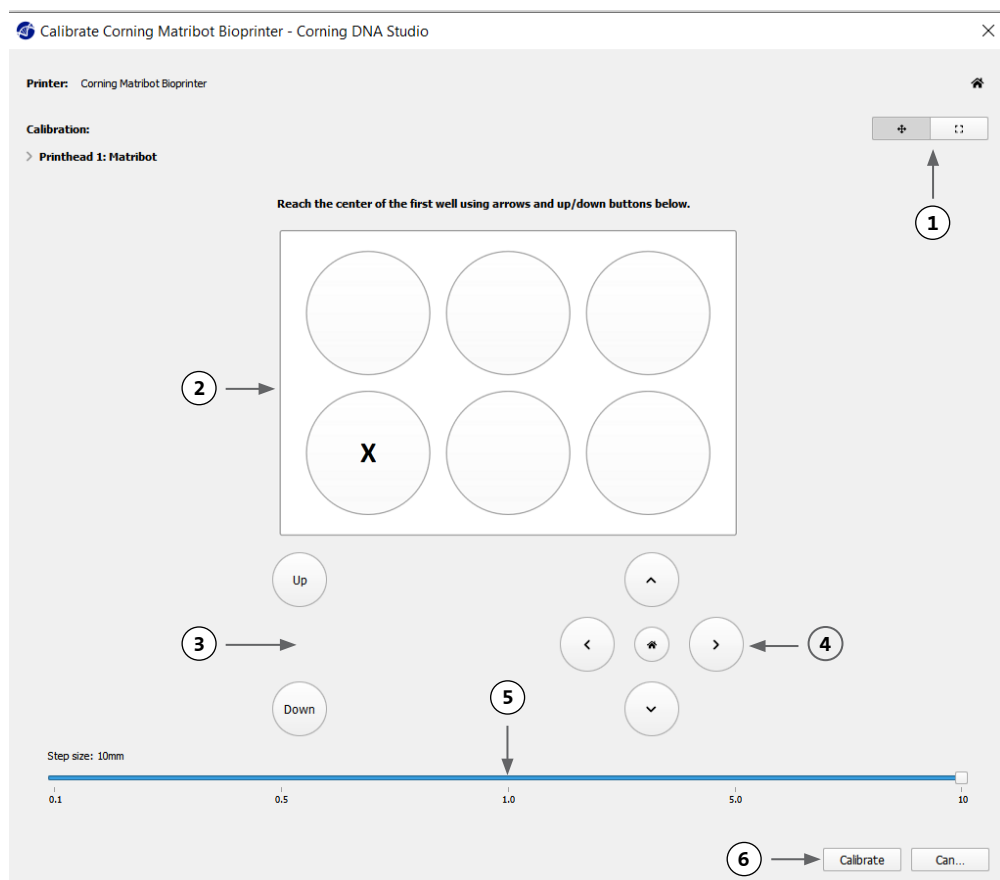 Calibrate Corning Matribot Bioprinter - Corning DNA Studio
Printer: Corning Matribot Bioprinter
Calibration:
Printhead 1: Matribot
1
Reach the center of the first well using arrows and up/down buttons below.
2
X
Up
3
4
Down
5
Step size: 10mm
0.1 0.5 1.0 5.0 10
6
Calibrate Can...